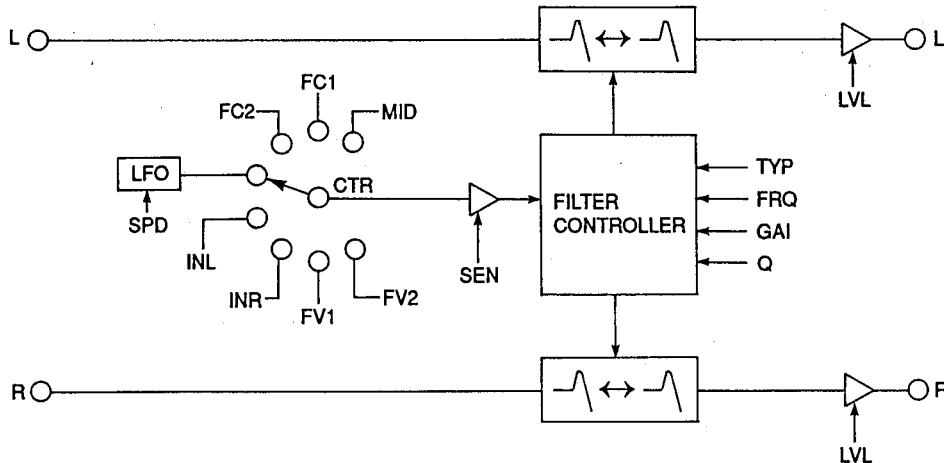 L
L
LVL
FC1
FC2
MID
LFO
CTR
SPD
INL
INR
FV1
FV2
SEN
FILTER
CONTROLLER
TYP
FRQ
GAI
Q
R
LVL